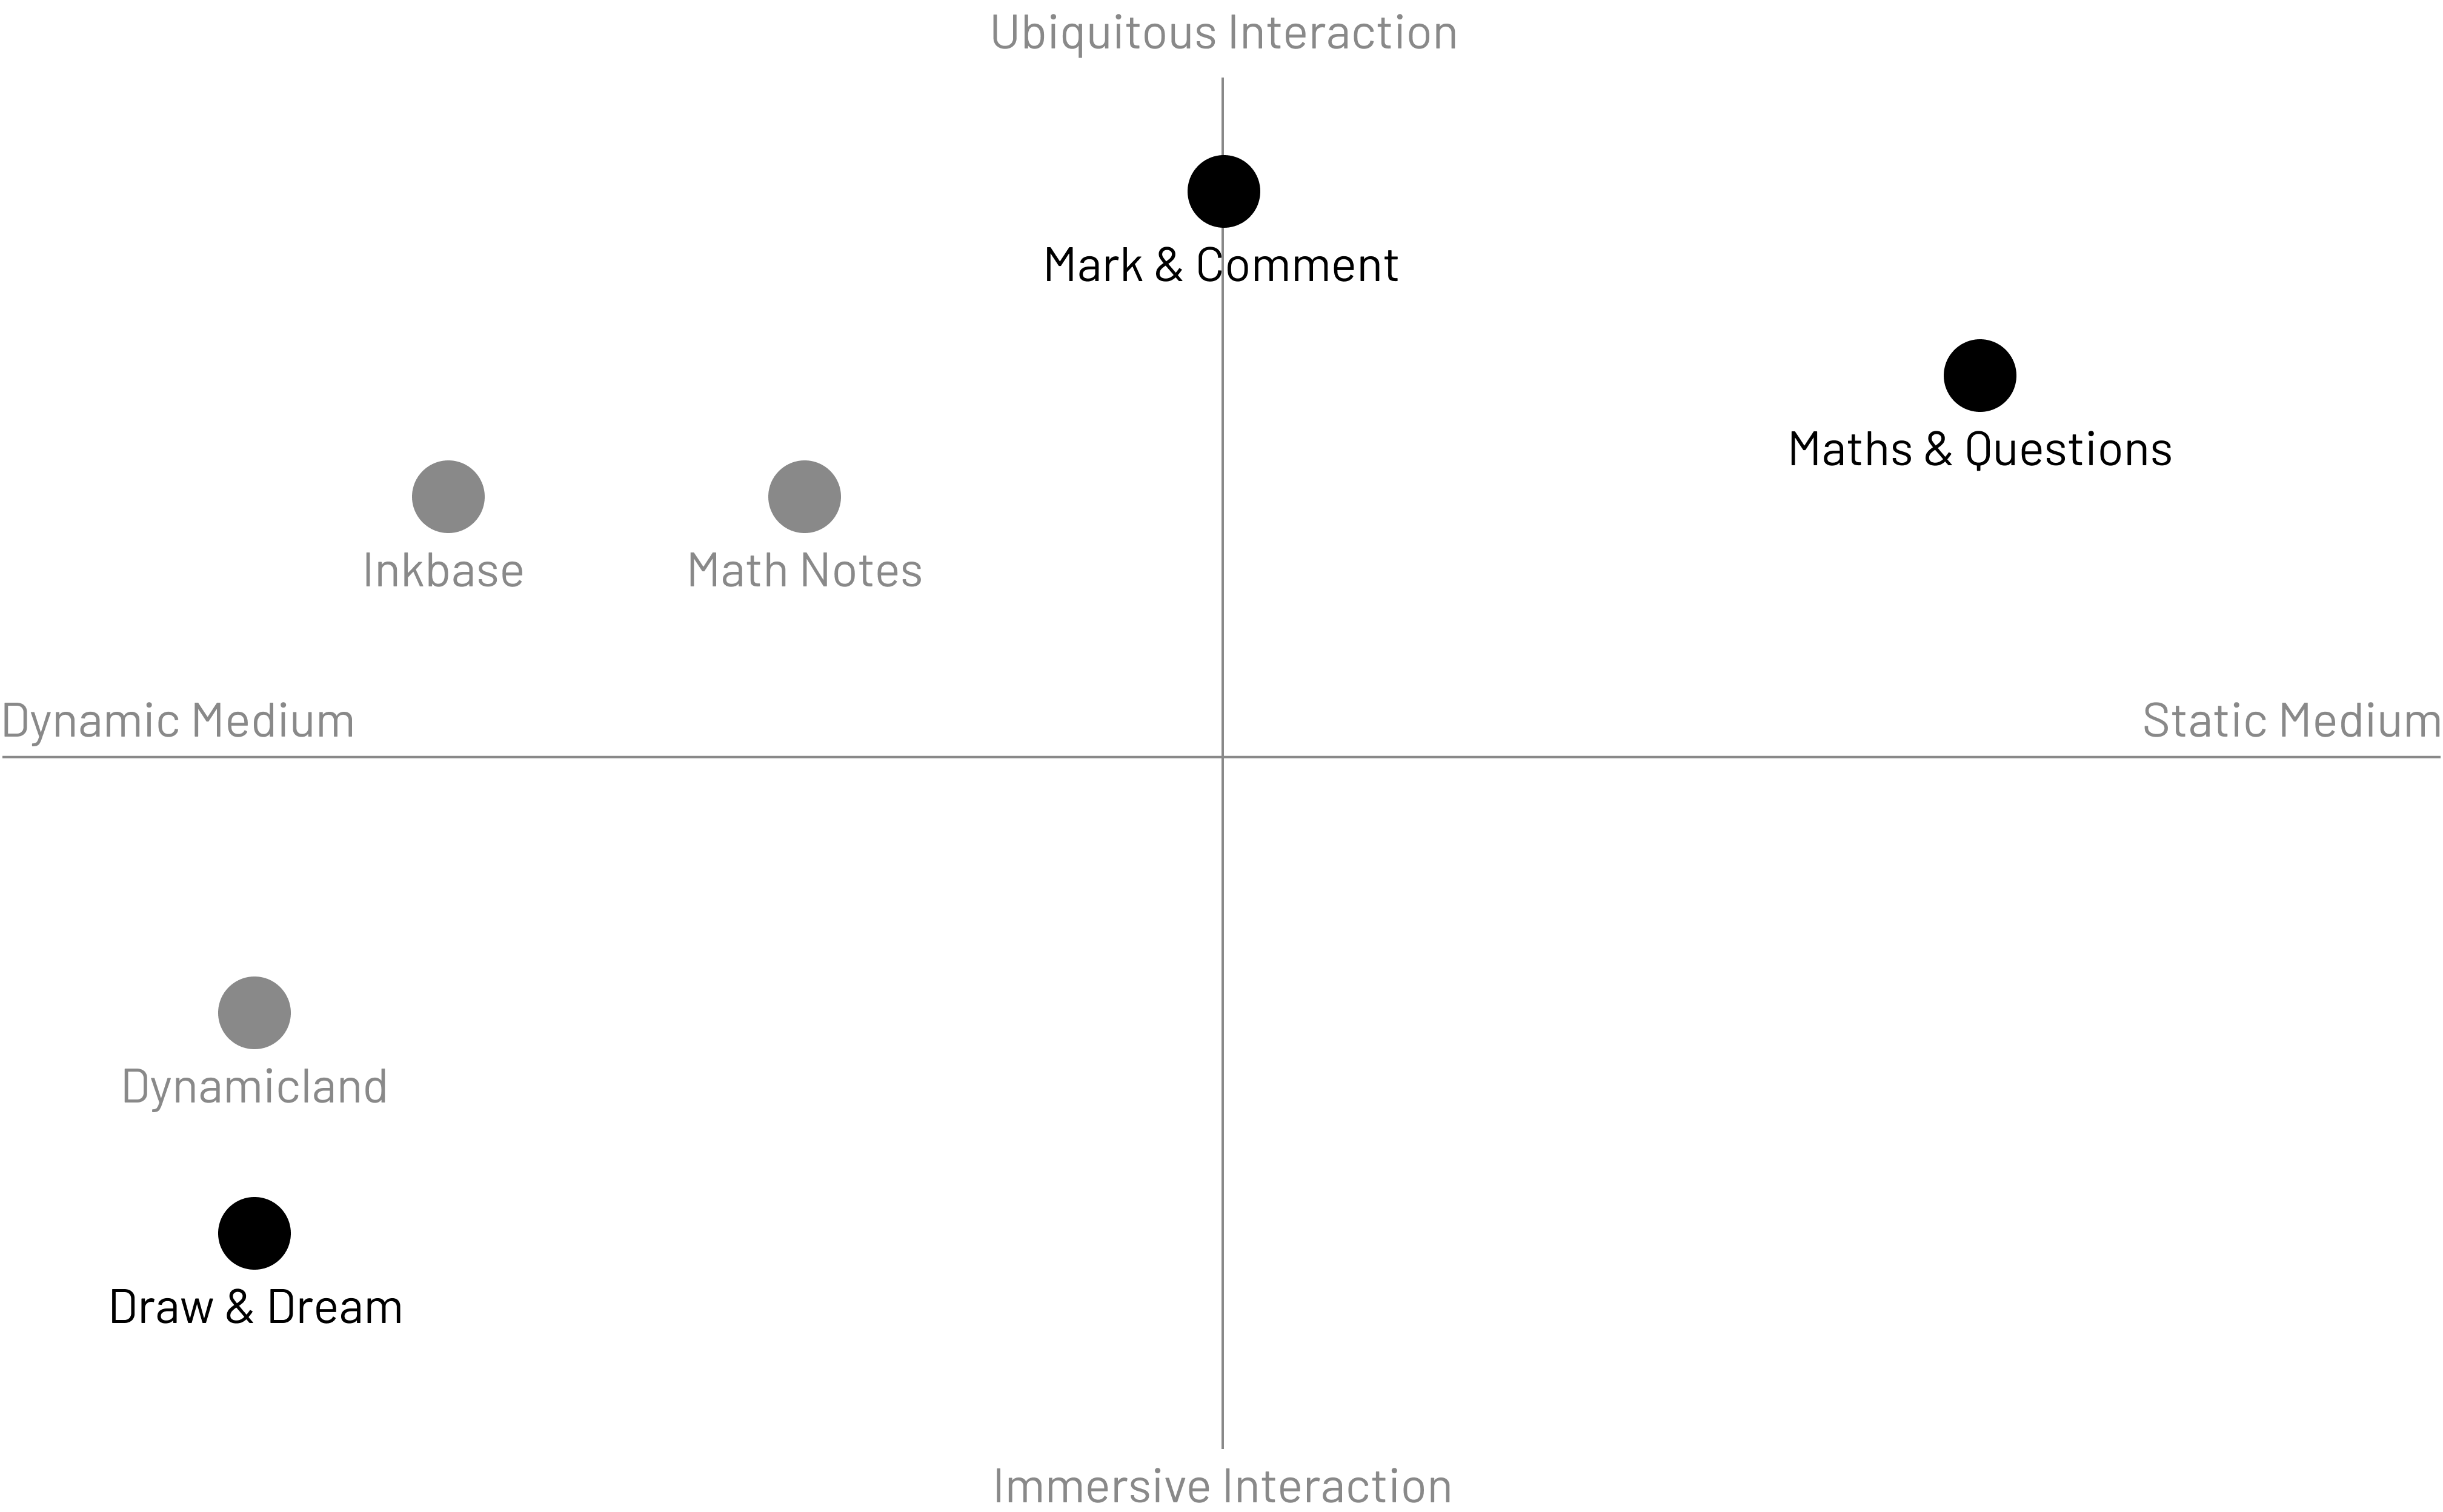 Ubiquitous Interaction
Mark & Comment
Maths & Questions
Inkbase
Math Notes
Dynamic Medium
Static Medium
Dynamicland
Draw & Dream
Immersive Interaction